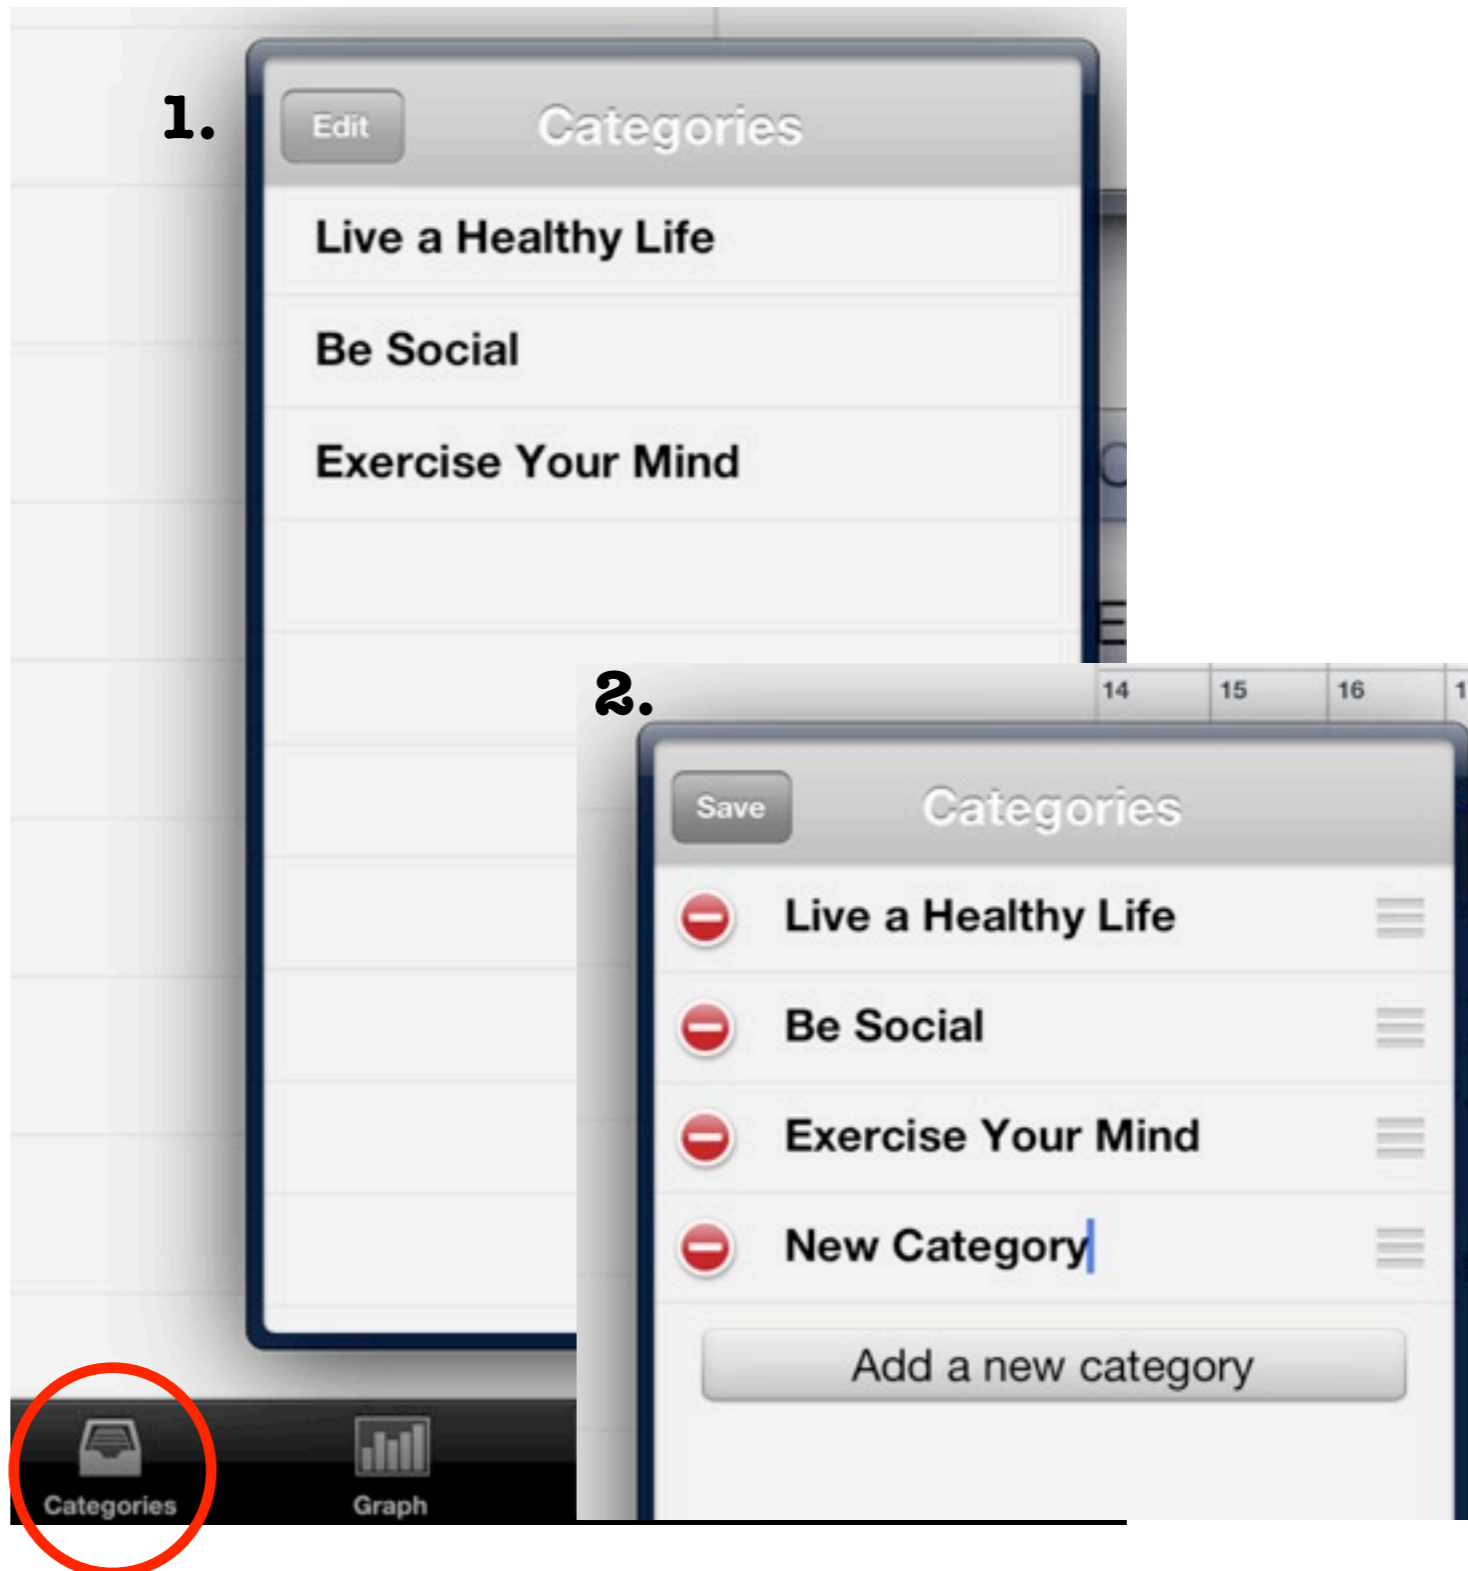 1.
Edit
Categories
Live a Healthy Life
Be Social
Exercise Your Mind
2.
14 15 16 1
Save
Categories
Live a Healthy Life
Be Social
Exercise Your Mind
New Category
Add a new category
Categories
Graph